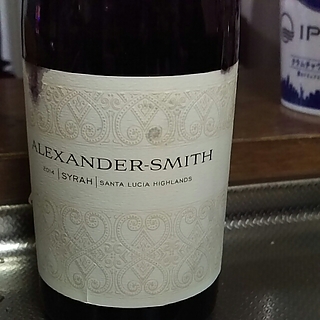 ALEXANDER-SMITH
2014 | SYRAH | SANTA LUCIA HIGHLANDS
IP